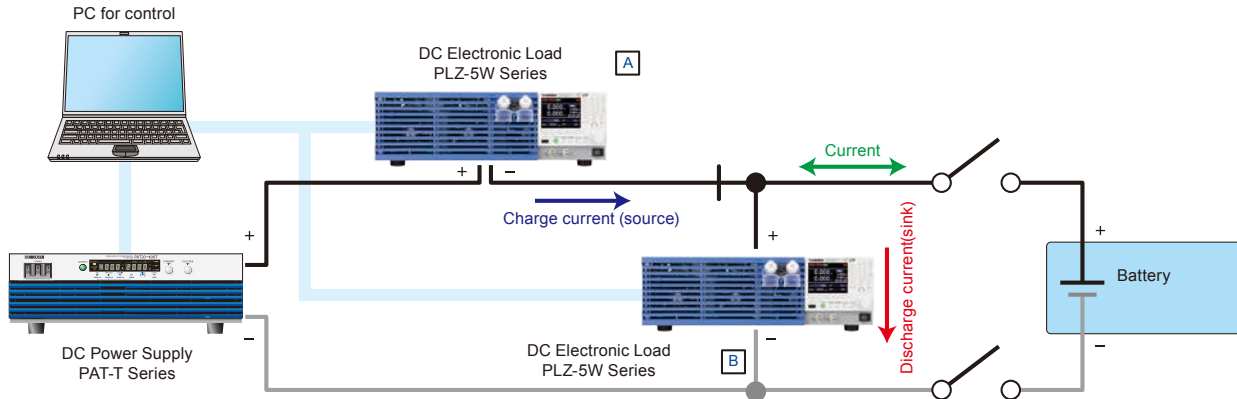 PC for control
DC Electronic Load
PLZ-5W Series
A
+
−
Current
Charge current (source)
+
+
+
Discharge current(sink)
Battery
−
−
−
DC Power Supply
PAT-T Series
DC Electronic Load
PLZ-5W Series
B